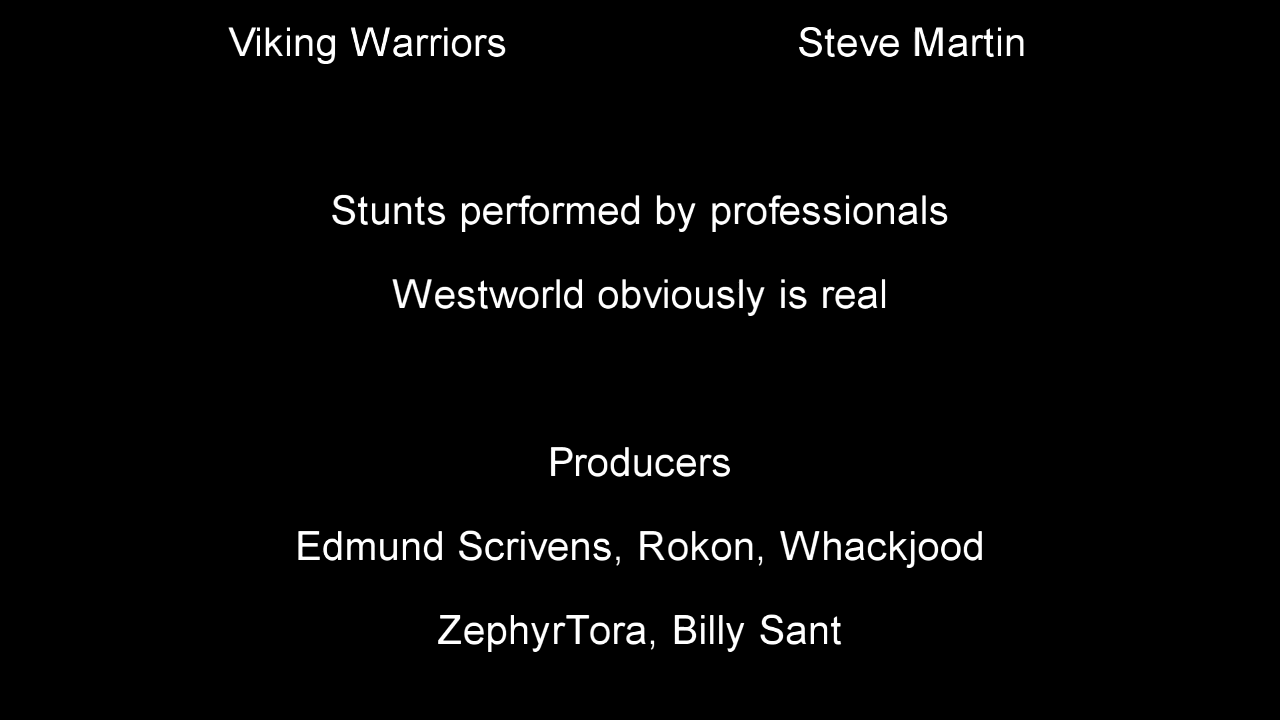 Viking Warriors Steve Martin
Stunts performed by professionals
Westworld obviously is real
Producers
Edmund Scrivens, Rokon, Whackjood
ZephyrTora, Billy Sant